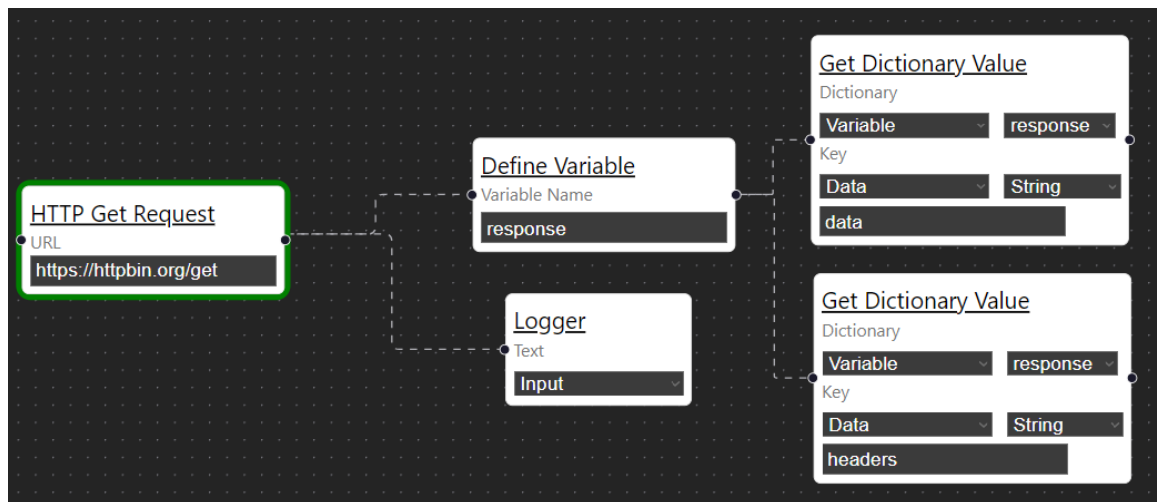 HTTP Get Request
URL
https://httpbin.org/get
Define Variable
Variable Name
response
Logger
Text
Input
Get Dictionary Value
Dictionary
Variable response
Key
Data String
data
Get Dictionary Value
Dictionary
Variable response
Key
Data String
headers